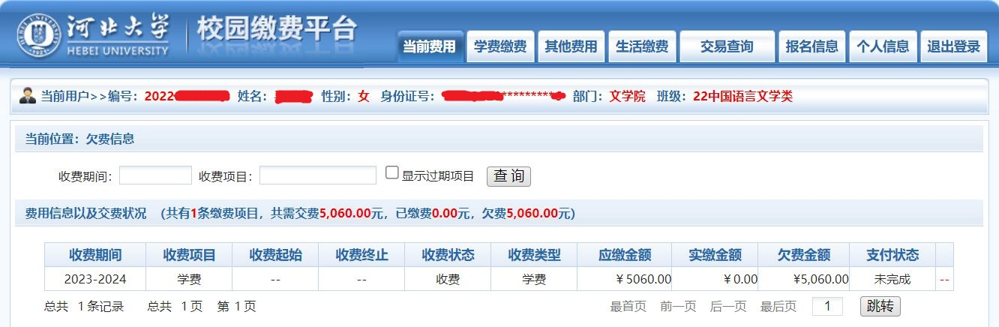 河北大学 校园缴费平台
HEBEI UNIVERSITY
当前费用 学费缴费 其他费用 生活缴费 交易查询 报名信息 个人信息 退出登录
当前用户>>编号：2022 姓名： 性别：女 身份证号：********* 部门：文学院 班级：22中国语言文学类
当前位置：欠费信息
收费期间： 收费项目： 显示过期项目 查 询
费用信息以及交费状况 （共有1条缴费项目，共需交费5,060.00元，已缴费0.00元，欠费5,060.00元）
收费期间 收费项目 收费起始 收费终止 收费状态 收费类型 应缴金额 实缴金额 欠费金额 支付状态
2023-2024 学费 -- -- 收费 学费 ￥5060.00 ￥0.00 ¥5,060.00 未完成 --
总共 1 条记录 总共 1 页 第 1 页 最首页 前一页 后一页 最后页 1 跳转